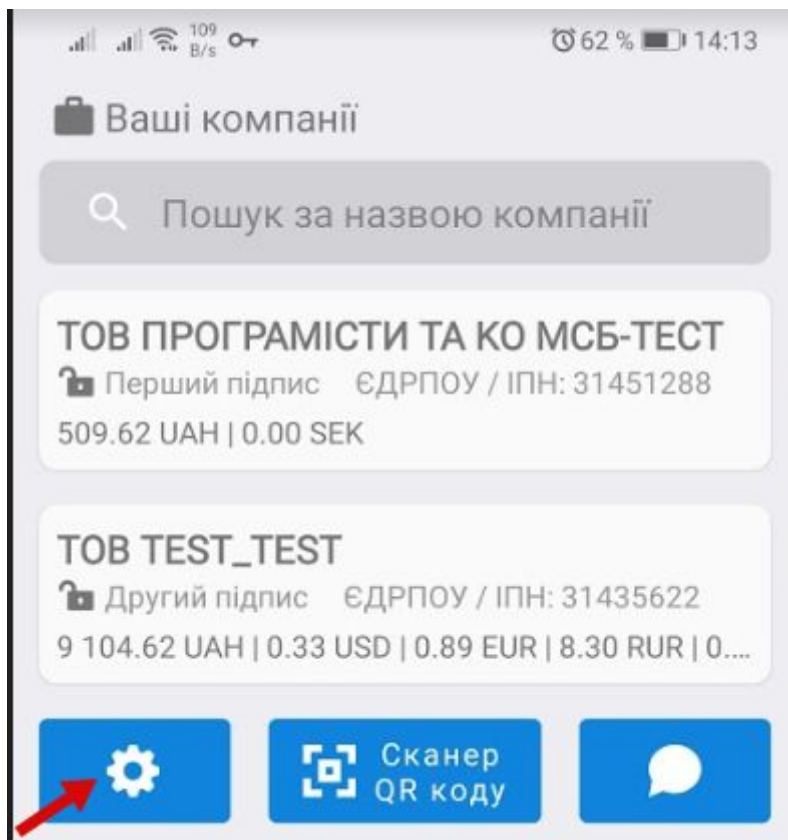 109
B/s
62 % 14:13
Ваші компанії
Пошук за назвою компанії
ТОВ ПРОГРАМІСТИ ТА КО МСБ-ТЕСТ
Перший підпис ЄДРПОУ / ІПН: 31451288
509.62 UAH | 0.00 SEK
ТОВ TEST_TEST
Другий підпис ЄДРПОУ / ІПН: 31435622
9 104.62 UAH | 0.33 USD | 0.89 EUR | 8.30 RUR | 0....
Сканер
QR коду